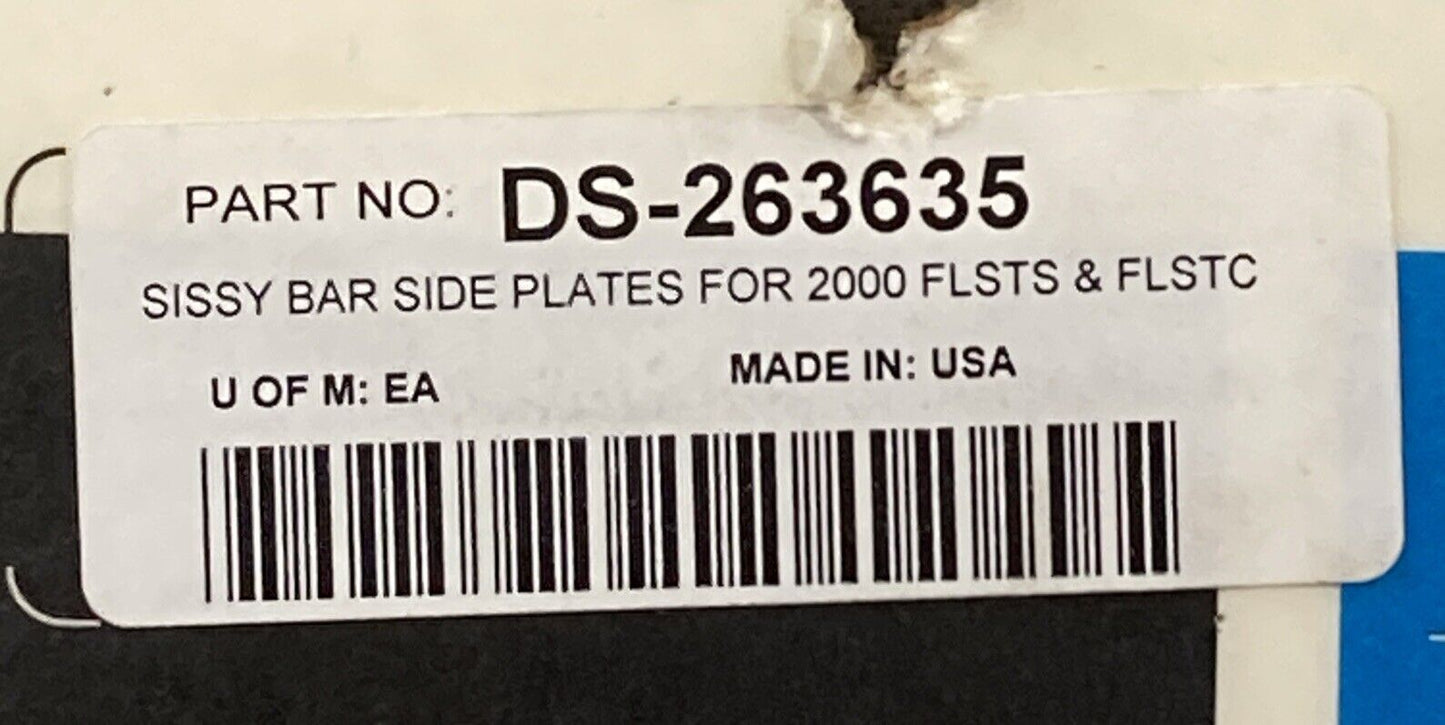 PART NO: DS-263635
SISSY BAR SIDE PLATES FOR 2000 FLSTS & FLSTC
U OF M: EA MADE IN: USA